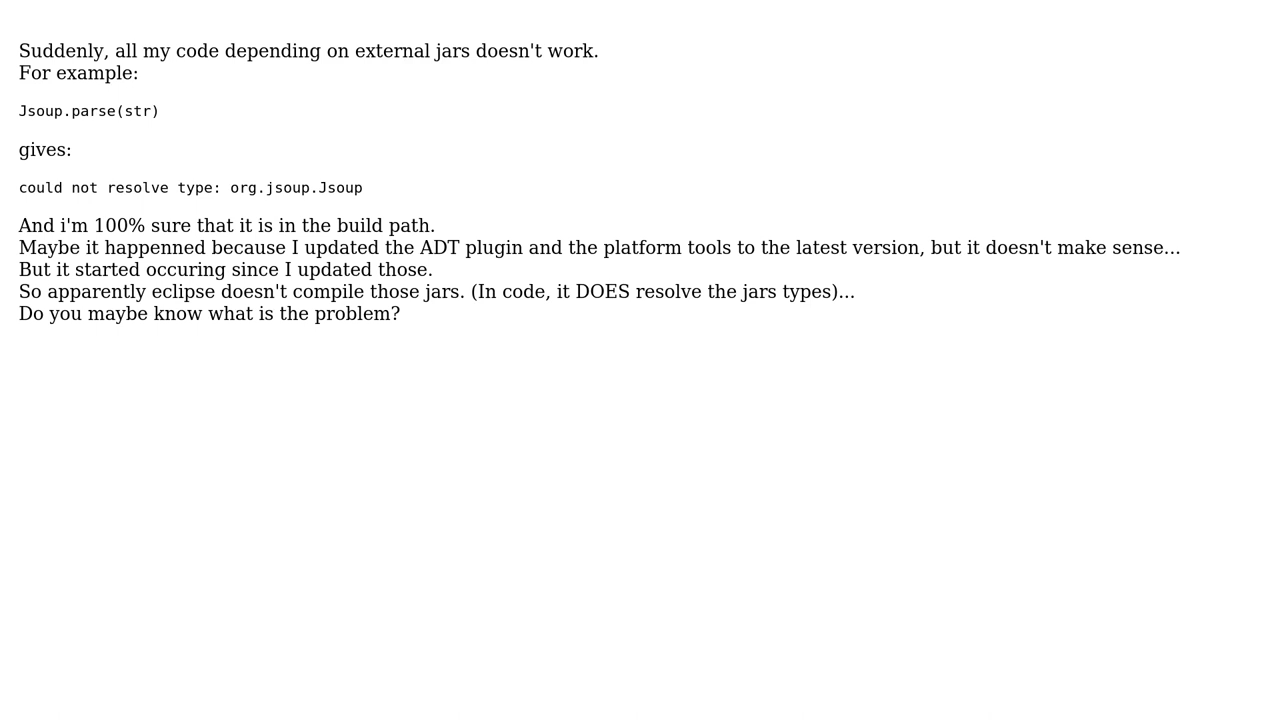 Suddenly, all my code depending on external jars doesn't work.
For example:
Jsoup.parse(str)
gives:
could not resolve type: org.jsoup.Jsoup
And i'm 100% sure that it is in the build path.
Maybe it happenned because I updated the ADT plugin and the platform tools to the latest version, but it doesn't make sense...
But it started occuring since I updated those.
So apparently eclipse doesn't compile those jars. (In code, it DOES resolve the jars types)...
Do you maybe know what is the problem?